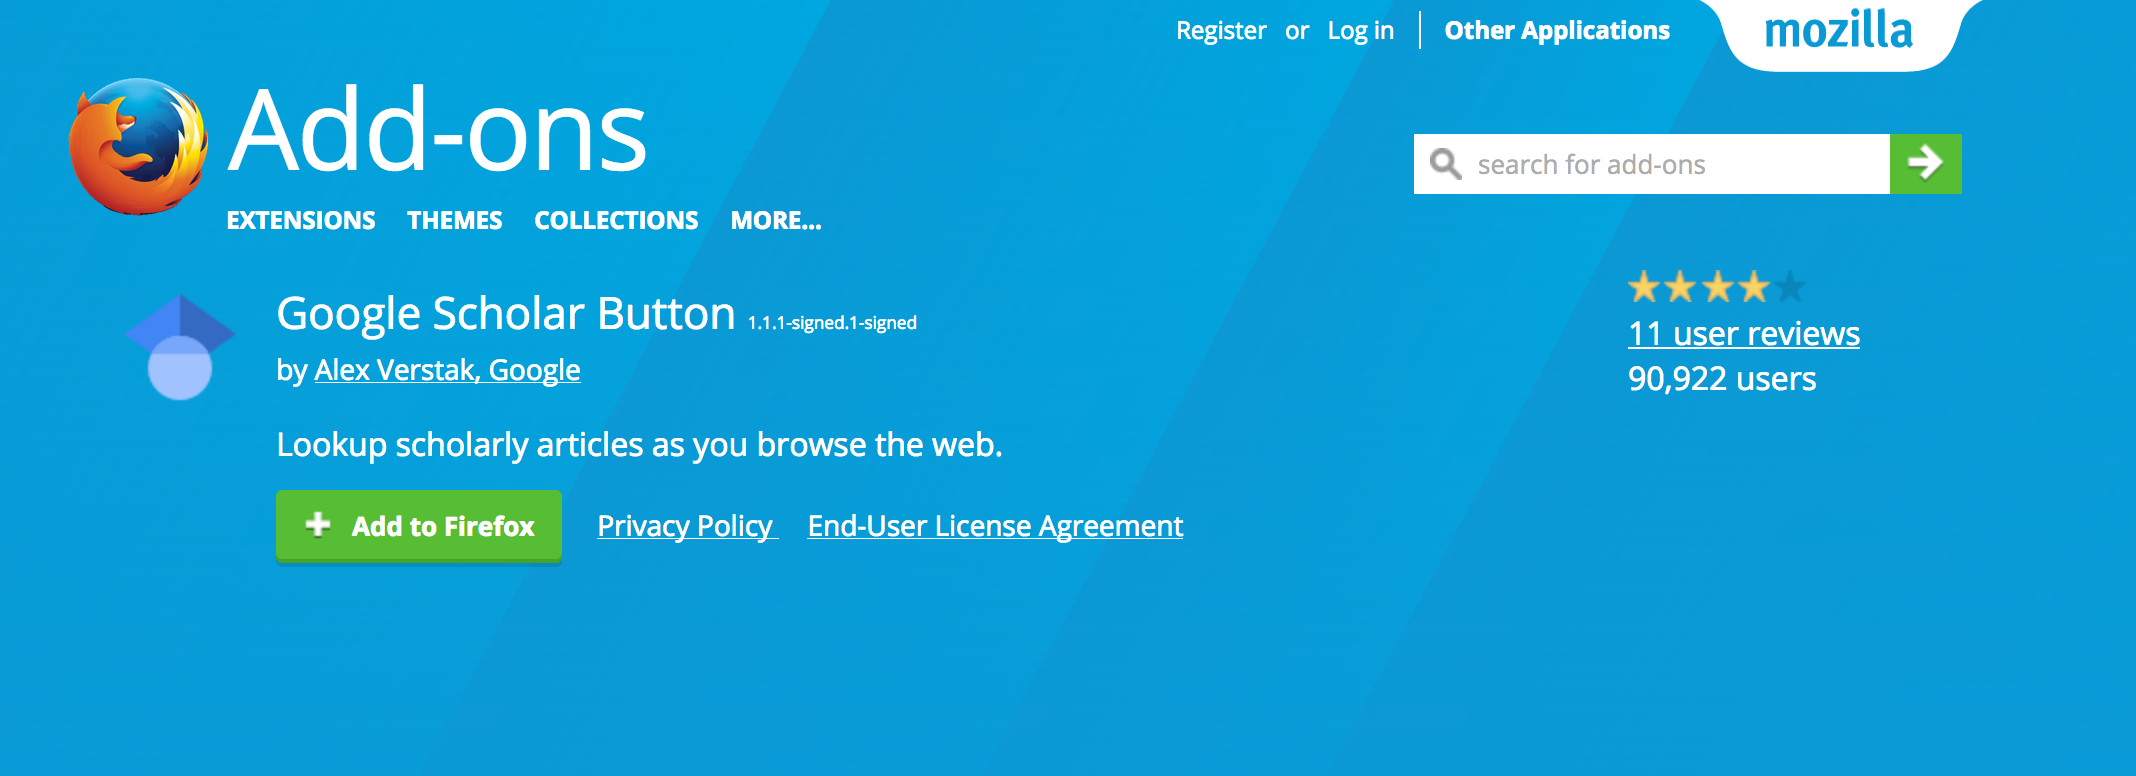 Register or Log in Other Applications mozilla
Add-ons
search for add-ons
EXTENSIONS THEMES COLLECTIONS MORE...
Google Scholar Button 1.1.1-signed.1-signed
by Alex Verstak, Google
11 user reviews
90,922 users
Lookup scholarly articles as you browse the web.
Add to Firefox Privacy Policy End-User License Agreement